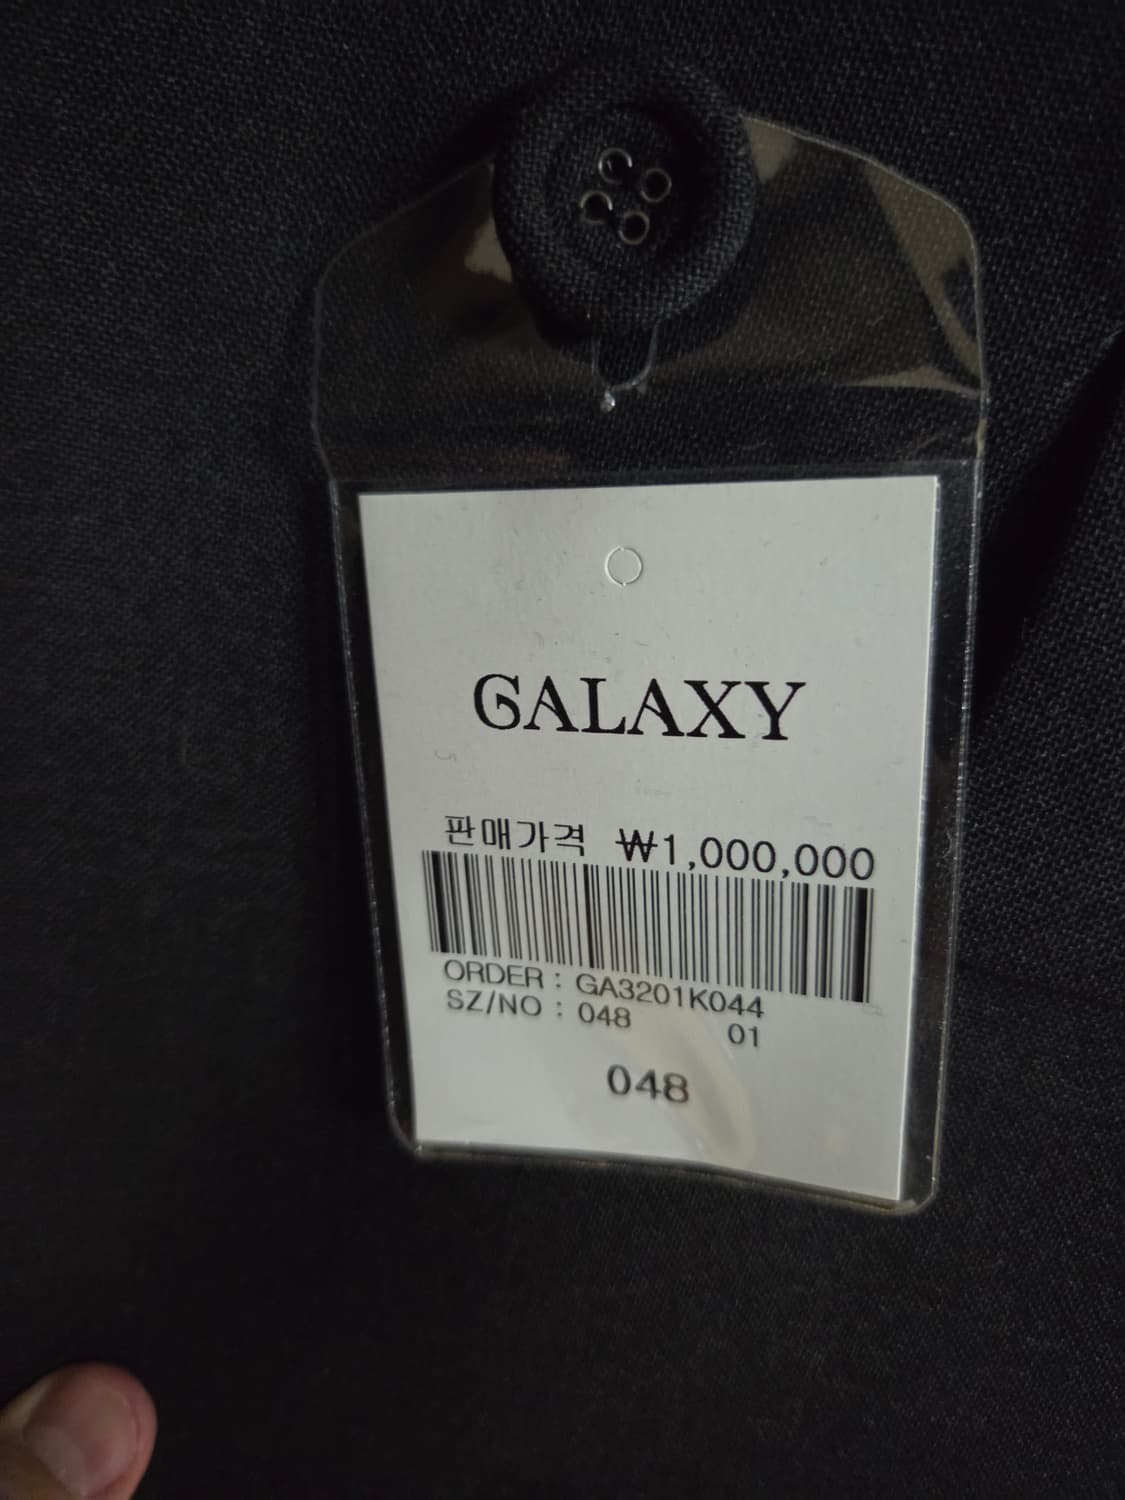 GALAXY
판매가격 ₩1,000,000
ORDER : GA3201K044
SZ/NO : 048 01
048